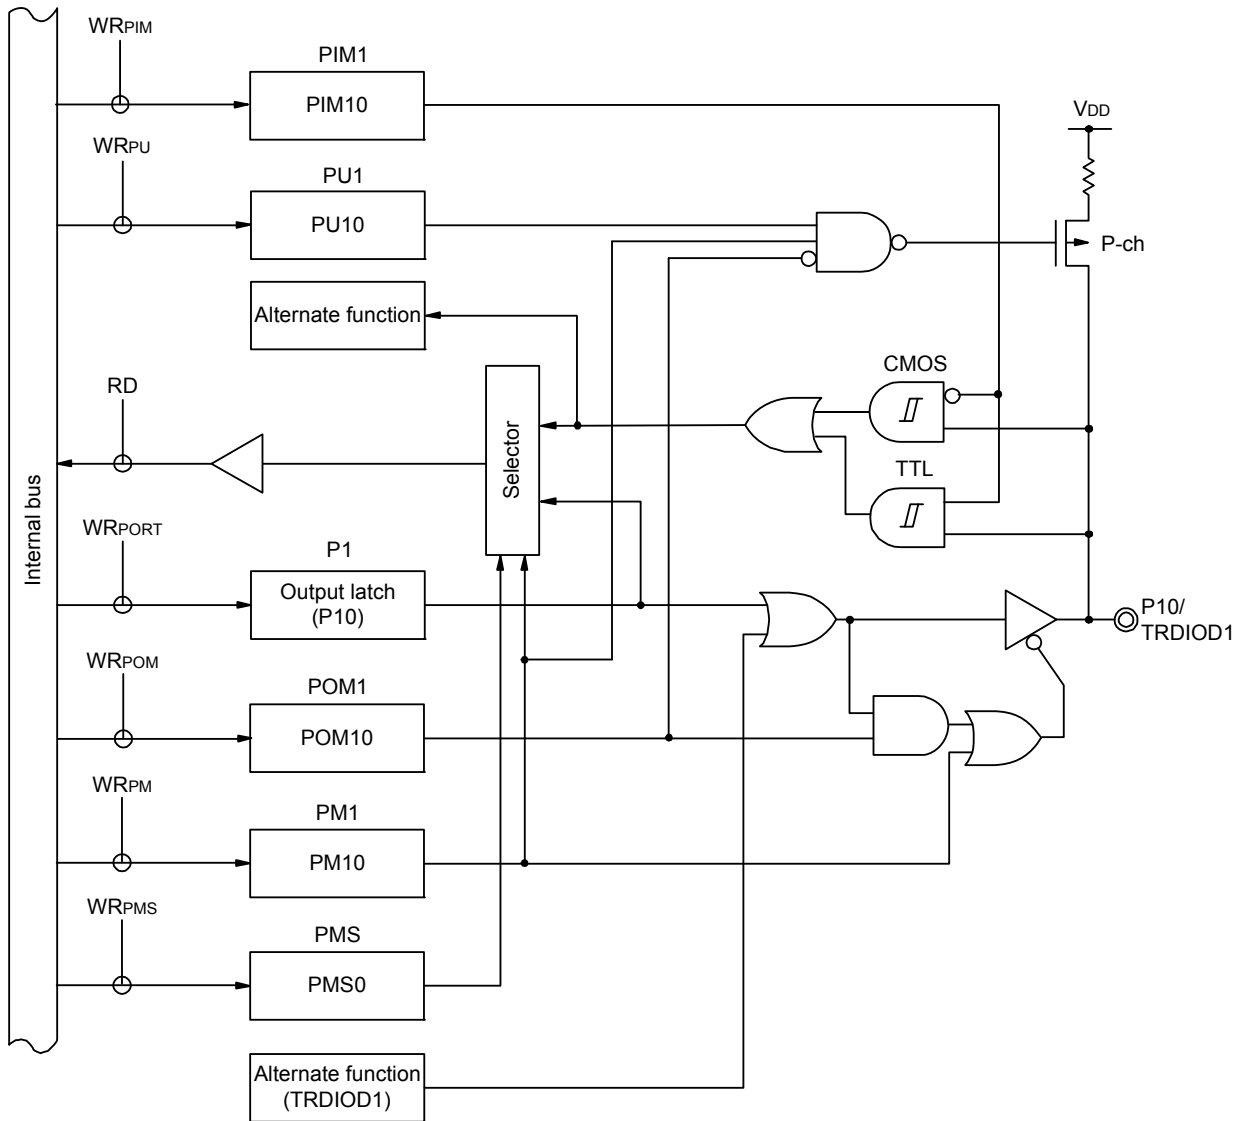 WRPIM
PIM1
PIM10
VDD
WRPU
PU1
PU10
P-ch
Alternate function
CMOS
RD
Selector
TTL
Internal bus
WRPORT
P1
Output latch
(P10)
P10/
TRDIOD1
WRPOM
POM1
POM10
WRPM
PM1
PM10
WRPMS
PMS
PMS0
Alternate function
(TRDIOD1)